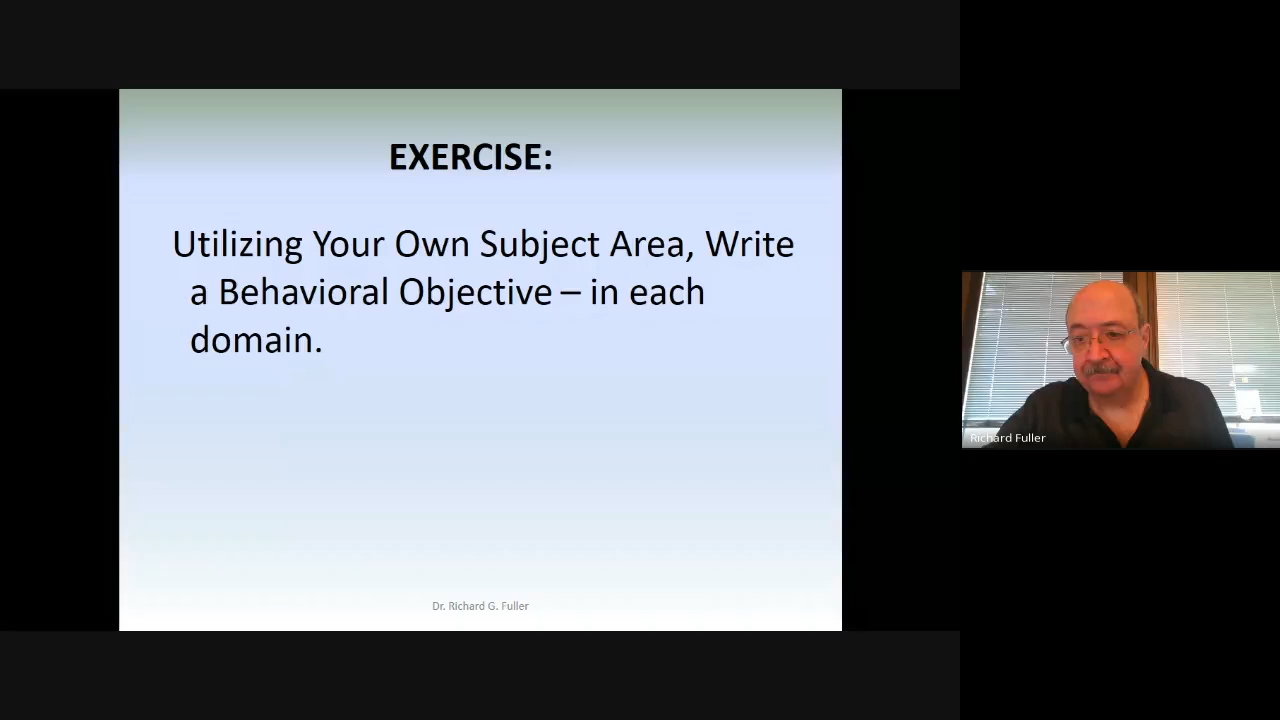 EXERCISE:
Utilizing Your Own Subject Area, Write
a Behavioral Objective – in each
domain.
Dr. Richard G. Fuller
Richard Fuller